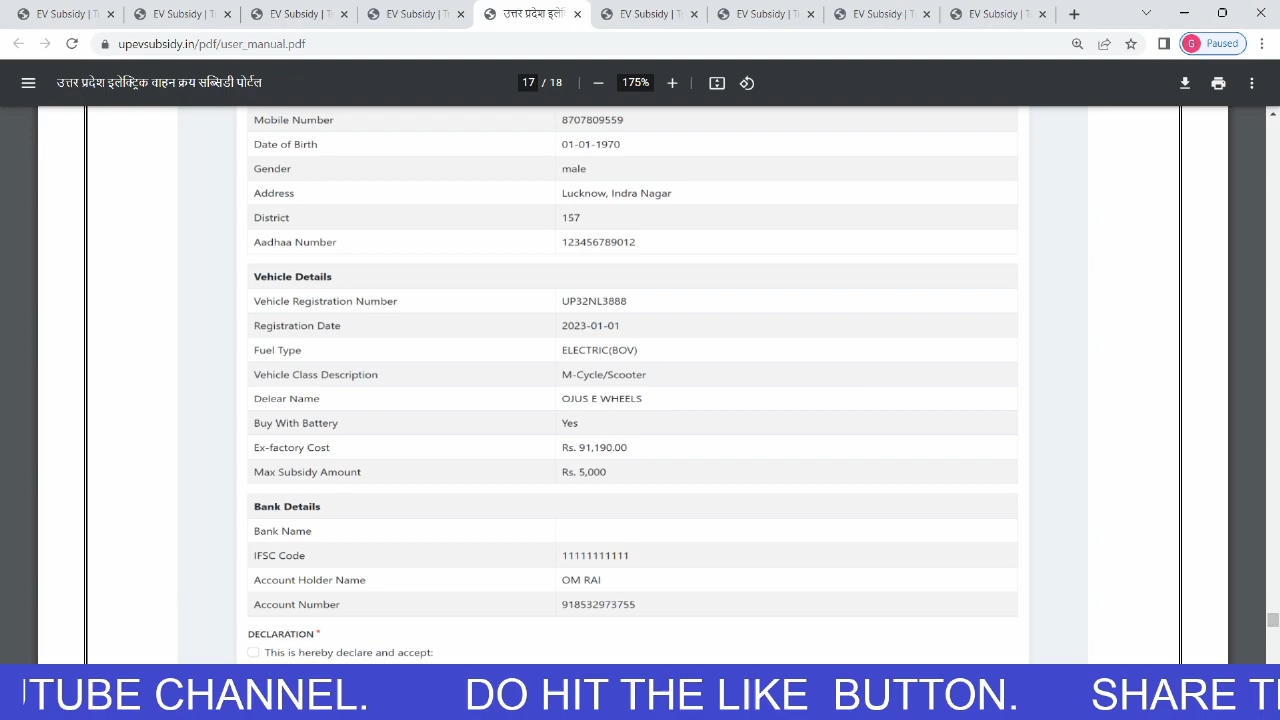 EV Subsidy | T
EV Subsidy | T
EV Subsidy | T
EV Subsidy | T
उत्तर प्रदेश इले
EV Subsidy | T
EV Subsidy | T
EV Subsidy | T
EV Subsidy | T
upevsubsidy.in/pdf/user_manual.pdf
G Paused
उत्तर प्रदेश इलेक्ट्रिक वाहन क्रय सब्सिडी पोर्टल
17 / 18
175%
Mobile Number 8707809559
Date of Birth 01-01-1970
Gender male
Address Lucknow, Indra Nagar
District 157
Aadhaa Number 123456789012
Vehicle Details
Vehicle Registration Number UP32NL3888
Registration Date 2023-01-01
Fuel Type ELECTRIC(BOV)
Vehicle Class Description M-Cycle/Scooter
Delear Name OJUS E WHEELS
Buy With Battery Yes
Ex-factory Cost Rs. 91,190.00
Max Subsidy Amount Rs. 5,000
Bank Details
Bank Name
IFSC Code 11111111111
Account Holder Name OM RAI
Account Number 918532973755
DECLARATION *
This is hereby declare and accept:
TUBE CHANNEL. DO HIT THE LIKE BUTTON. SHARE T